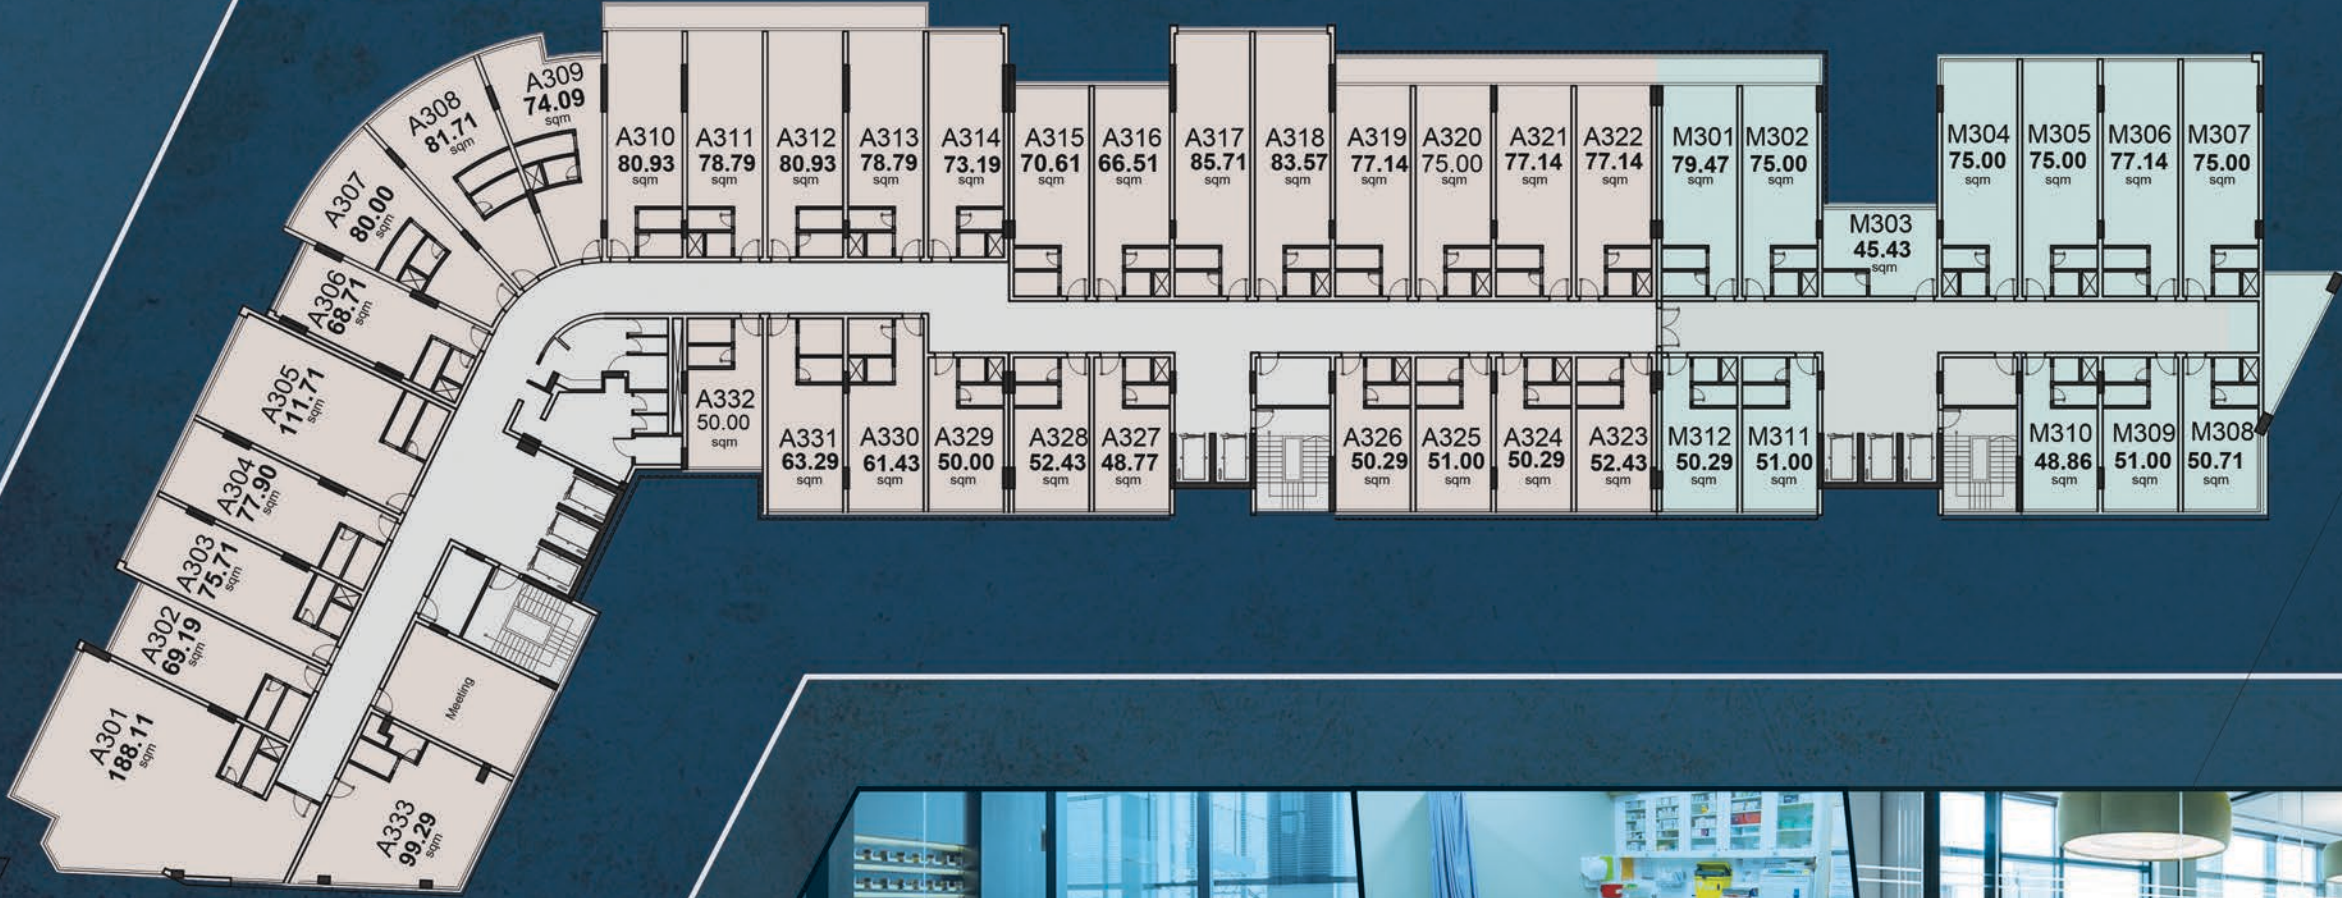 A301
188.11
sqm
A302
69.19
sqm
A303
75.71
sqm
A304
77.90
sqm
A305
111.71
sqm
A306
68.71
sqm
A307
80.00
sqm
A308
81.71
sqm
A309
74.09
sqm
A310
80.93
sqm
A311
78.79
sqm
A312
80.93
sqm
A313
78.79
sqm
A314
73.19
sqm
A315
70.61
sqm
A316
66.51
sqm
A317
85.71
sqm
A318
83.57
sqm
A319
77.14
sqm
A320
75.00
sqm
A321
77.14
sqm
A322
77.14
sqm
M301
79.47
sqm
M302
75.00
sqm
M303
45.43
sqm
M304
75.00
sqm
M305
75.00
sqm
M306
77.14
sqm
M307
75.00
sqm
A332
50.00
sqm
A331
63.29
sqm
A330
61.43
sqm
A329
50.00
sqm
A328
52.43
sqm
A327
48.77
sqm
A326
50.29
sqm
A325
51.00
sqm
A324
50.29
sqm
A323
52.43
sqm
M312
50.29
sqm
M311
51.00
sqm
M310
48.86
sqm
M309
51.00
sqm
M308
50.71
sqm
Meeting
A333
99.29
sqm